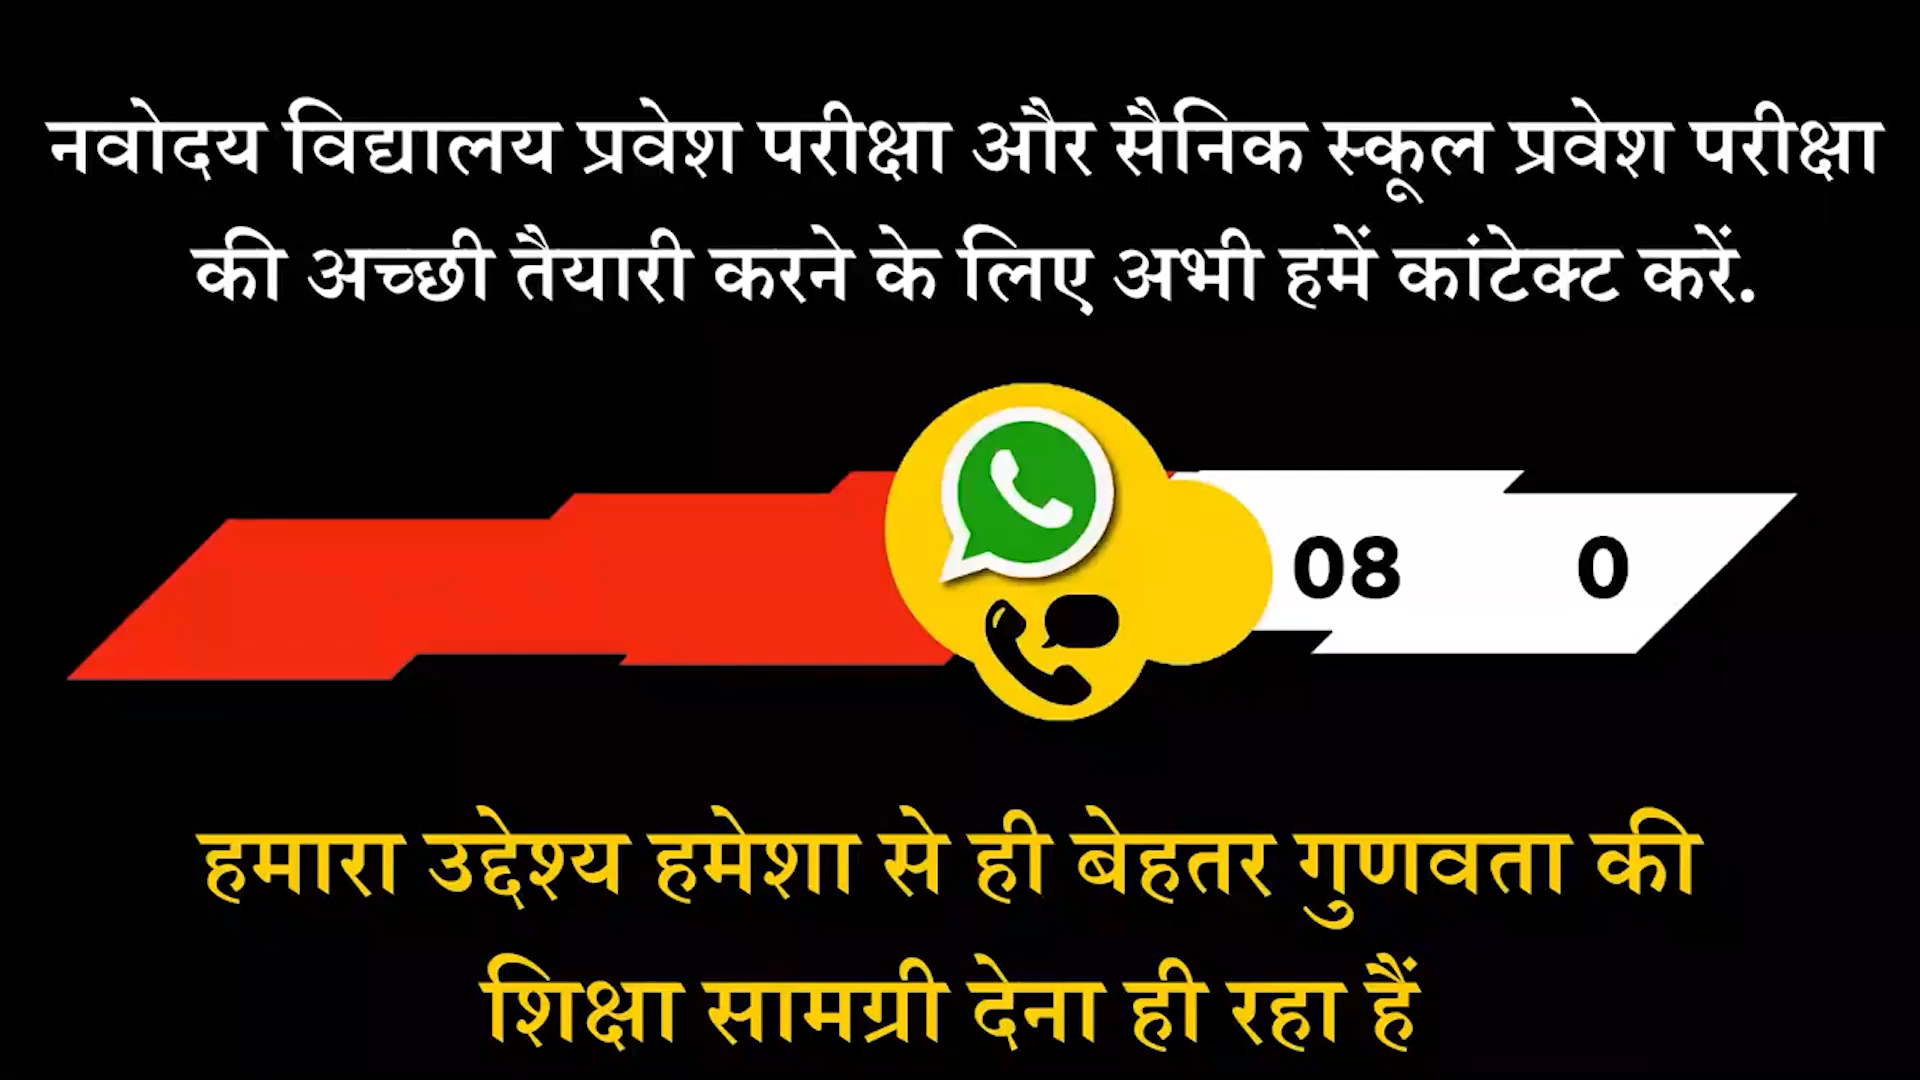 नवोदय विद्यालय प्रवेश परीक्षा और सैनिक स्कूल प्रवेश परीक्षा
की अच्छी तैयारी करने के लिए अभी हमें कांटेक्ट करें.
08 0
हमारा उद्देश्य हमेशा से ही बेहतर गुणवता की
शिक्षा सामग्री देना ही रहा हैं